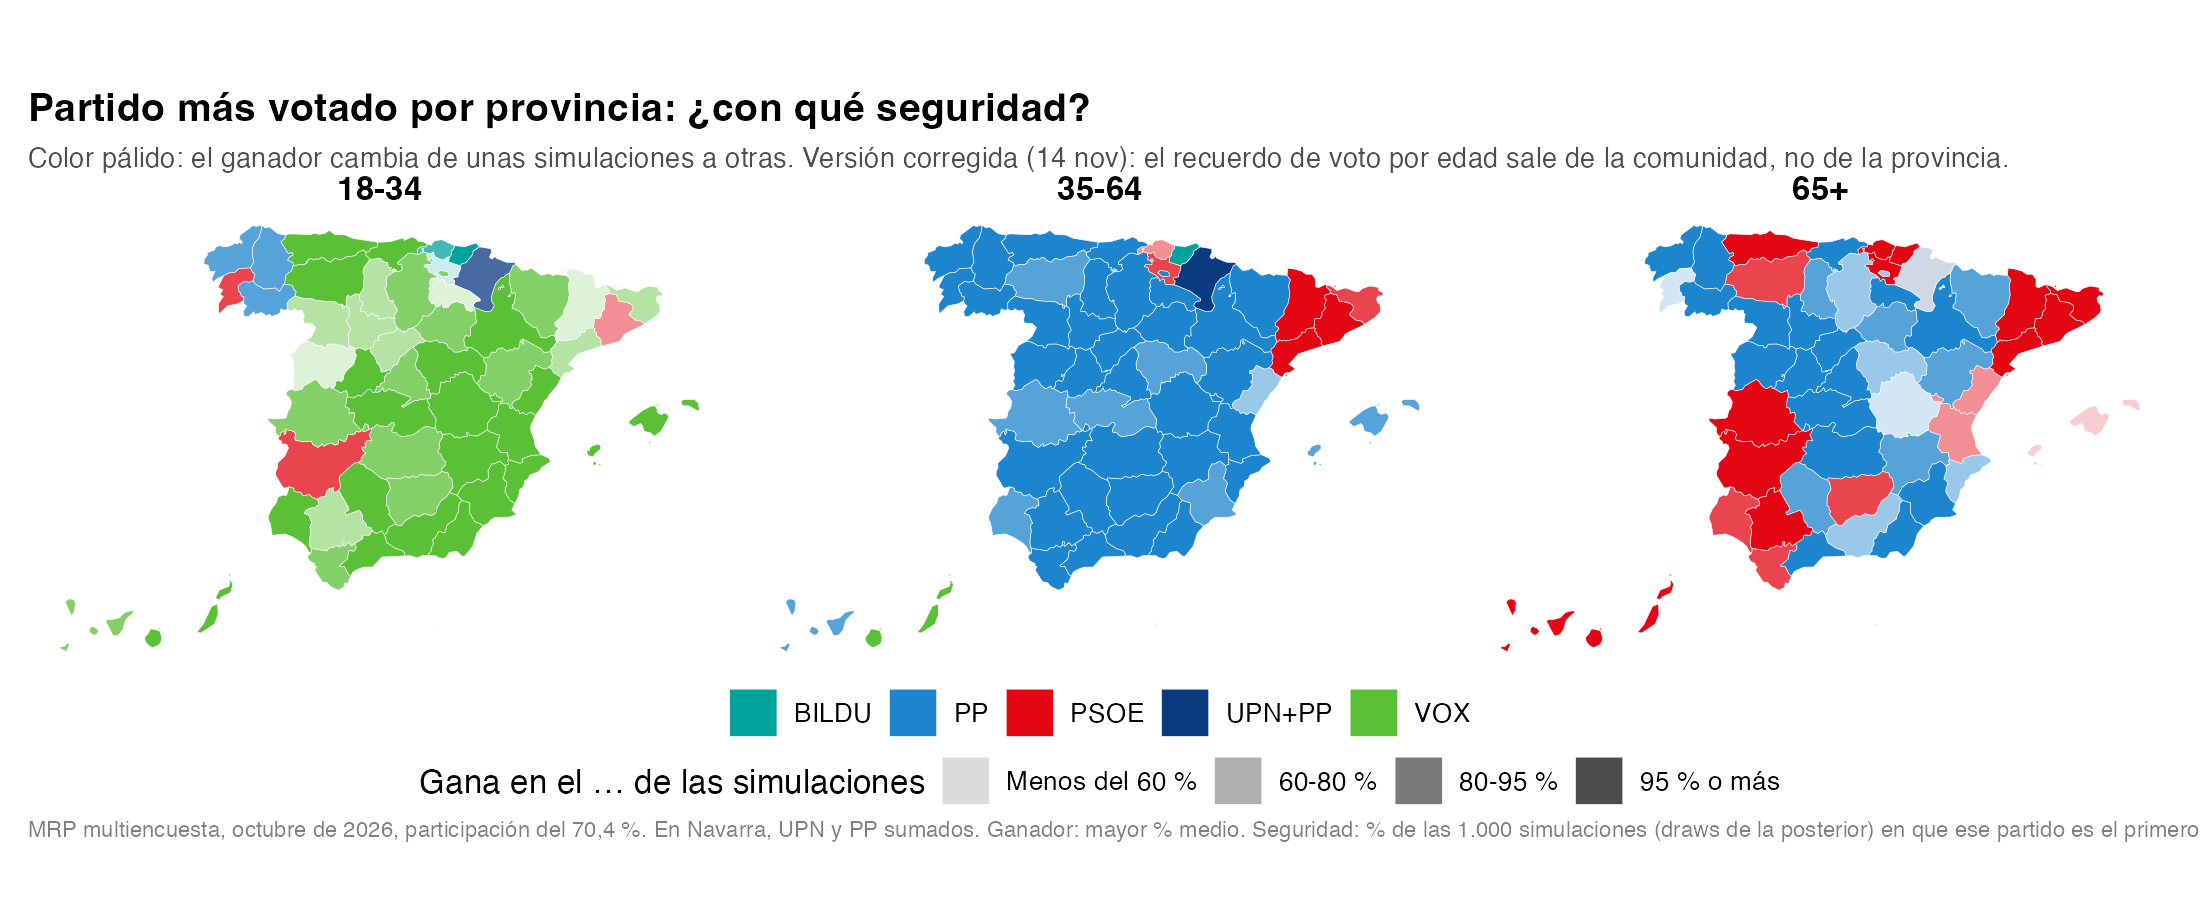 Partido más votado por provincia: ¿con qué seguridad?
Color pálido: el ganador cambia de unas simulaciones a otras. Versión corregida (14 nov): el recuerdo de voto por edad sale de la comunidad, no de la provincia.
18-34 35-64 65+
BILDU PP PSOE UPN+PP VOX
Gana en el … de las simulaciones Menos del 60 % 60-80 % 80-95 % 95 % o más
MRP multiencuesta, octubre de 2026, participación del 70,4 %. En Navarra, UPN y PP sumados. Ganador: mayor % medio. Seguridad: % de las 1.000 simulaciones (draws de la posterior) en que ese partido es el primero